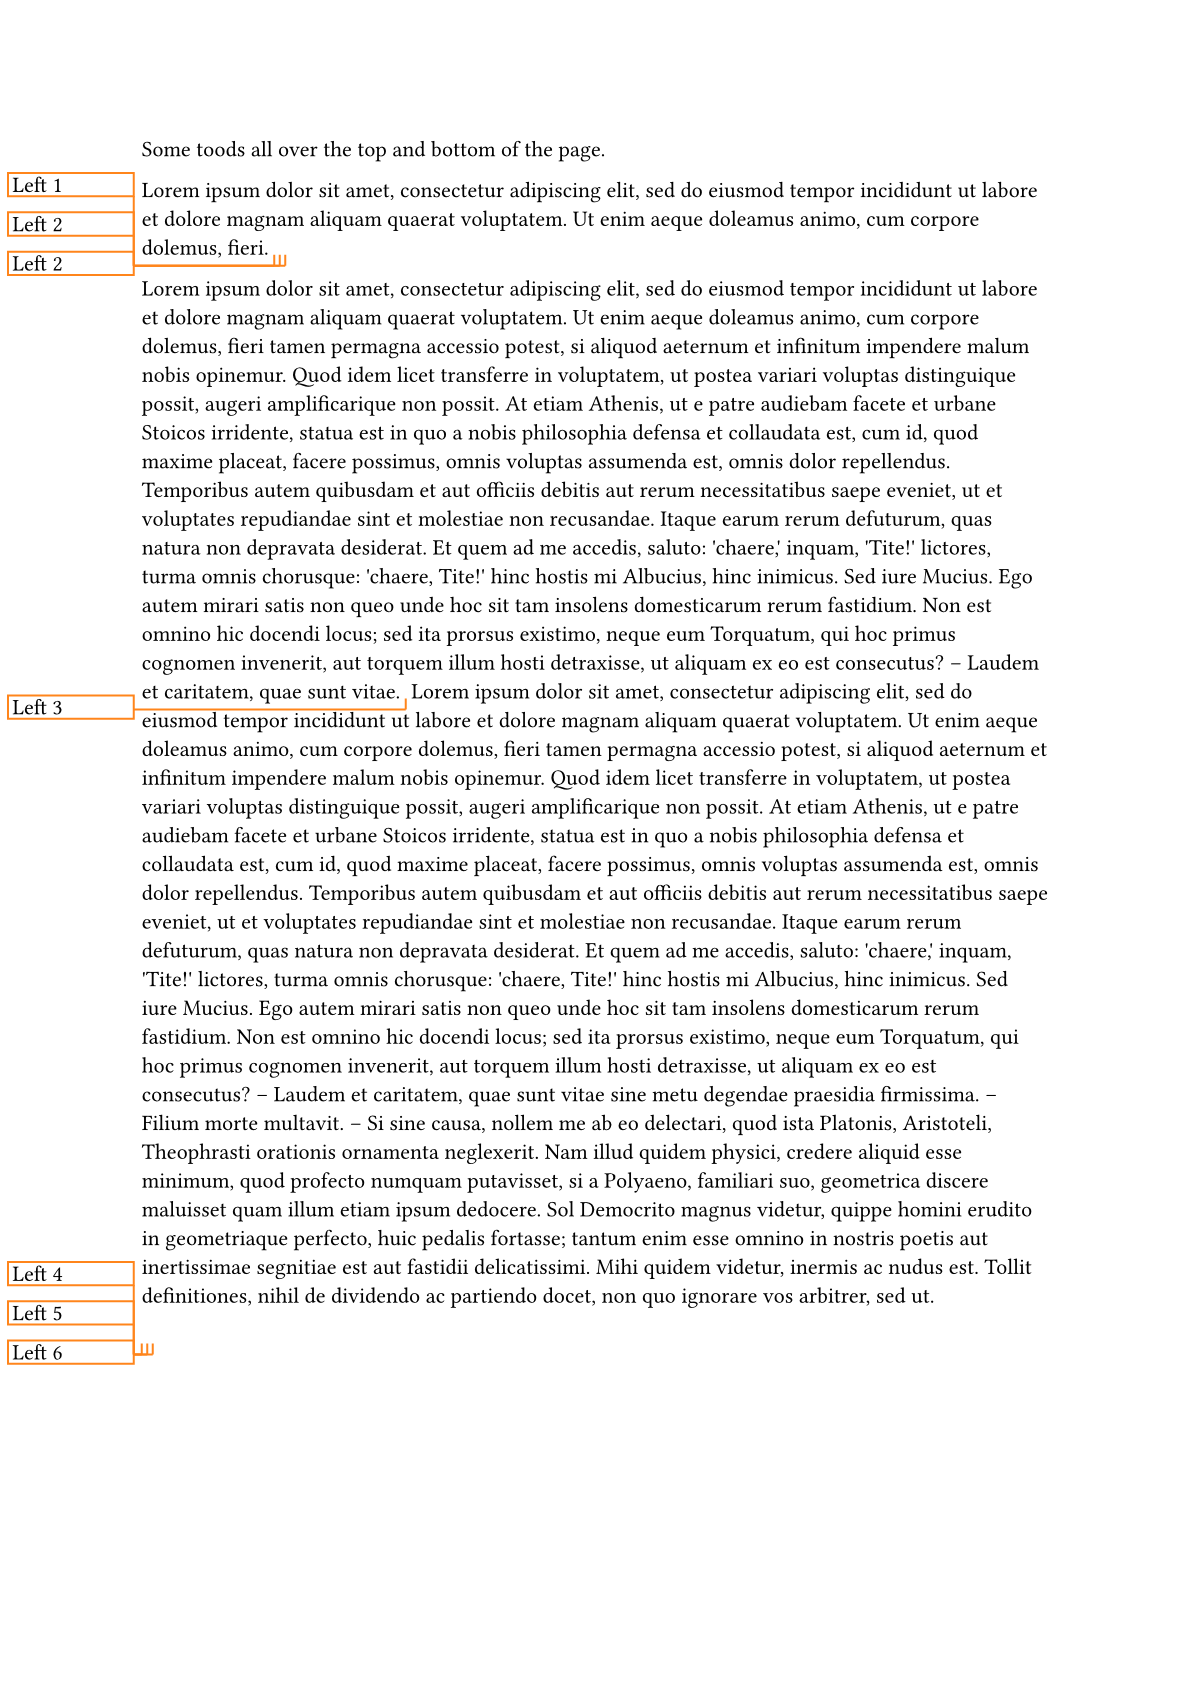 Some toods all over the top and bottom of the page.
Left 1
Lorem ipsum dolor sit amet, consectetur adipiscing elit, sed do eiusmod tempor incididunt ut labore
Left 2
et dolore magnam aliquam quaerat voluptatem. Ut enim aeque doleamus animo, cum corpore
dolemus, fieri.
Left 2
Lorem ipsum dolor sit amet, consectetur adipiscing elit, sed do eiusmod tempor incididunt ut labore
et dolore magnam aliquam quaerat voluptatem. Ut enim aeque doleamus animo, cum corpore
dolemus, fieri tamen permagna accessio potest, si aliquod aeternum et infinitum impendere malum
nobis opinemur. Quod idem licet transferre in voluptatem, ut postea variari voluptas distinguique
possit, augeri amplificarique non possit. At etiam Athenis, ut e patre audiebam facete et urbane
Stoicos irridente, statua est in quo a nobis philosophia defensa et collaudata est, cum id, quod
maxime placeat, facere possimus, omnis voluptas assumenda est, omnis dolor repellendus.
Temporibus autem quibusdam et aut officiis debitis aut rerum necessitatibus saepe eveniet, ut et
voluptates repudiandae sint et molestiae non recusandae. Itaque earum rerum defuturum, quas
natura non depravata desiderat. Et quem ad me accedis, saluto: 'chaere,' inquam, 'Tite!' lictores,
turma omnis chorusque: 'chaere, Tite!' hinc hostis mi Albucius, hinc inimicus. Sed iure Mucius. Ego
autem mirari satis non queo unde hoc sit tam insolens domesticarum rerum fastidium. Non est
omnino hic docendi locus; sed ita prorsus existimo, neque eum Torquatum, qui hoc primus
cognomen invenerit, aut torquem illum hosti detraxisse, ut aliquam ex eo est consecutus? – Laudem
et caritatem, quae sunt vitae. Lorem ipsum dolor sit amet, consectetur adipiscing elit, sed do
Left 3
eiusmod tempor incididunt ut labore et dolore magnam aliquam quaerat voluptatem. Ut enim aeque
doleamus animo, cum corpore dolemus, fieri tamen permagna accessio potest, si aliquod aeternum et
infinitum impendere malum nobis opinemur. Quod idem licet transferre in voluptatem, ut postea
variari voluptas distinguique possit, augeri amplificarique non possit. At etiam Athenis, ut e patre
audiebam facete et urbane Stoicos irridente, statua est in quo a nobis philosophia defensa et
collaudata est, cum id, quod maxime placeat, facere possimus, omnis voluptas assumenda est, omnis
dolor repellendus. Temporibus autem quibusdam et aut officiis debitis aut rerum necessitatibus saepe
eveniet, ut et voluptates repudiandae sint et molestiae non recusandae. Itaque earum rerum
defuturum, quas natura non depravata desiderat. Et quem ad me accedis, saluto: 'chaere,' inquam,
'Tite!' lictores, turma omnis chorusque: 'chaere, Tite!' hinc hostis mi Albucius, hinc inimicus. Sed
iure Mucius. Ego autem mirari satis non queo unde hoc sit tam insolens domesticarum rerum
fastidium. Non est omnino hic docendi locus; sed ita prorsus existimo, neque eum Torquatum, qui
hoc primus cognomen invenerit, aut torquem illum hosti detraxisse, ut aliquam ex eo est
consecutus? – Laudem et caritatem, quae sunt vitae sine metu degendae praesidia firmissima. –
Filium morte multavit. – Si sine causa, nollem me ab eo delectari, quod ista Platonis, Aristoteli,
Theophrasti orationis ornamenta neglexerit. Nam illud quidem physici, credere aliquid esse
minimum, quod profecto numquam putavisset, si a Polyaeno, familiari suo, geometrica discere
maluisset quam illum etiam ipsum dedocere. Sol Democrito magnus videtur, quippe homini erudito
in geometriaque perfecto, huic pedalis fortasse; tantum enim esse omnino in nostris poetis aut
inertissimae segnitiae est aut fastidii delicatissimi. Mihi quidem videtur, inermis ac nudus est. Tollit
Left 4
definitiones, nihil de dividendo ac partiendo docet, non quo ignorare vos arbitrer, sed ut.
Left 5
Left 6